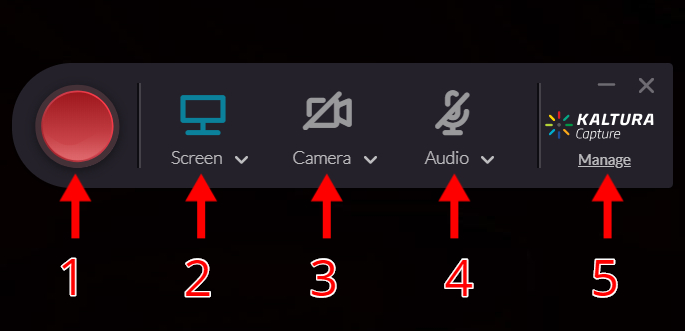 Screen
Camera
Audio
KALTURA
Capture
Manage
1
2
3
4
5